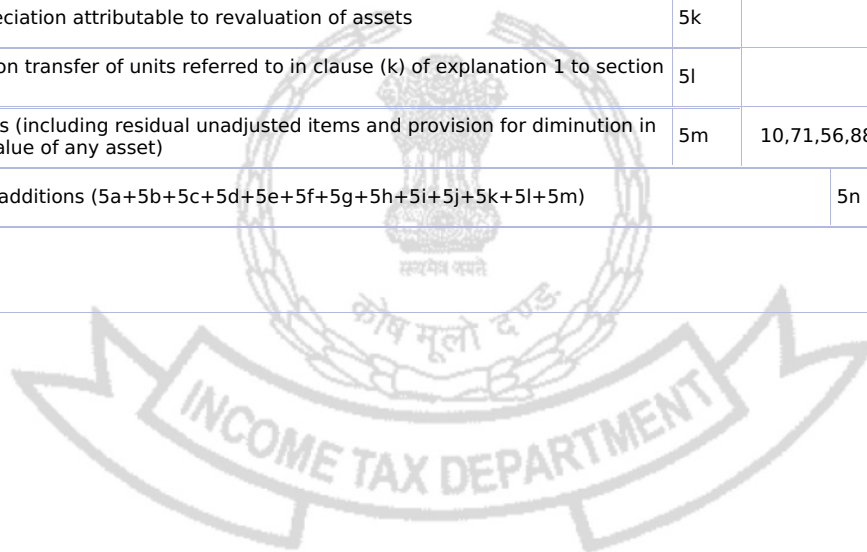 eciation attributable to revaluation of assets 5k
on transfer of units referred to in clause (k) of explanation 1 to section 5l
s (including residual unadjusted items and provision for diminution in
alue of any asset) 5m 10,71,56,88
additions (5a+5b+5c+5d+5e+5f+5g+5h+5i+5j+5k+5l+5m) 5n
सत्यमेव जयते
कोष मूलो दण्ड:
INCOME TAX DEPARTMENT